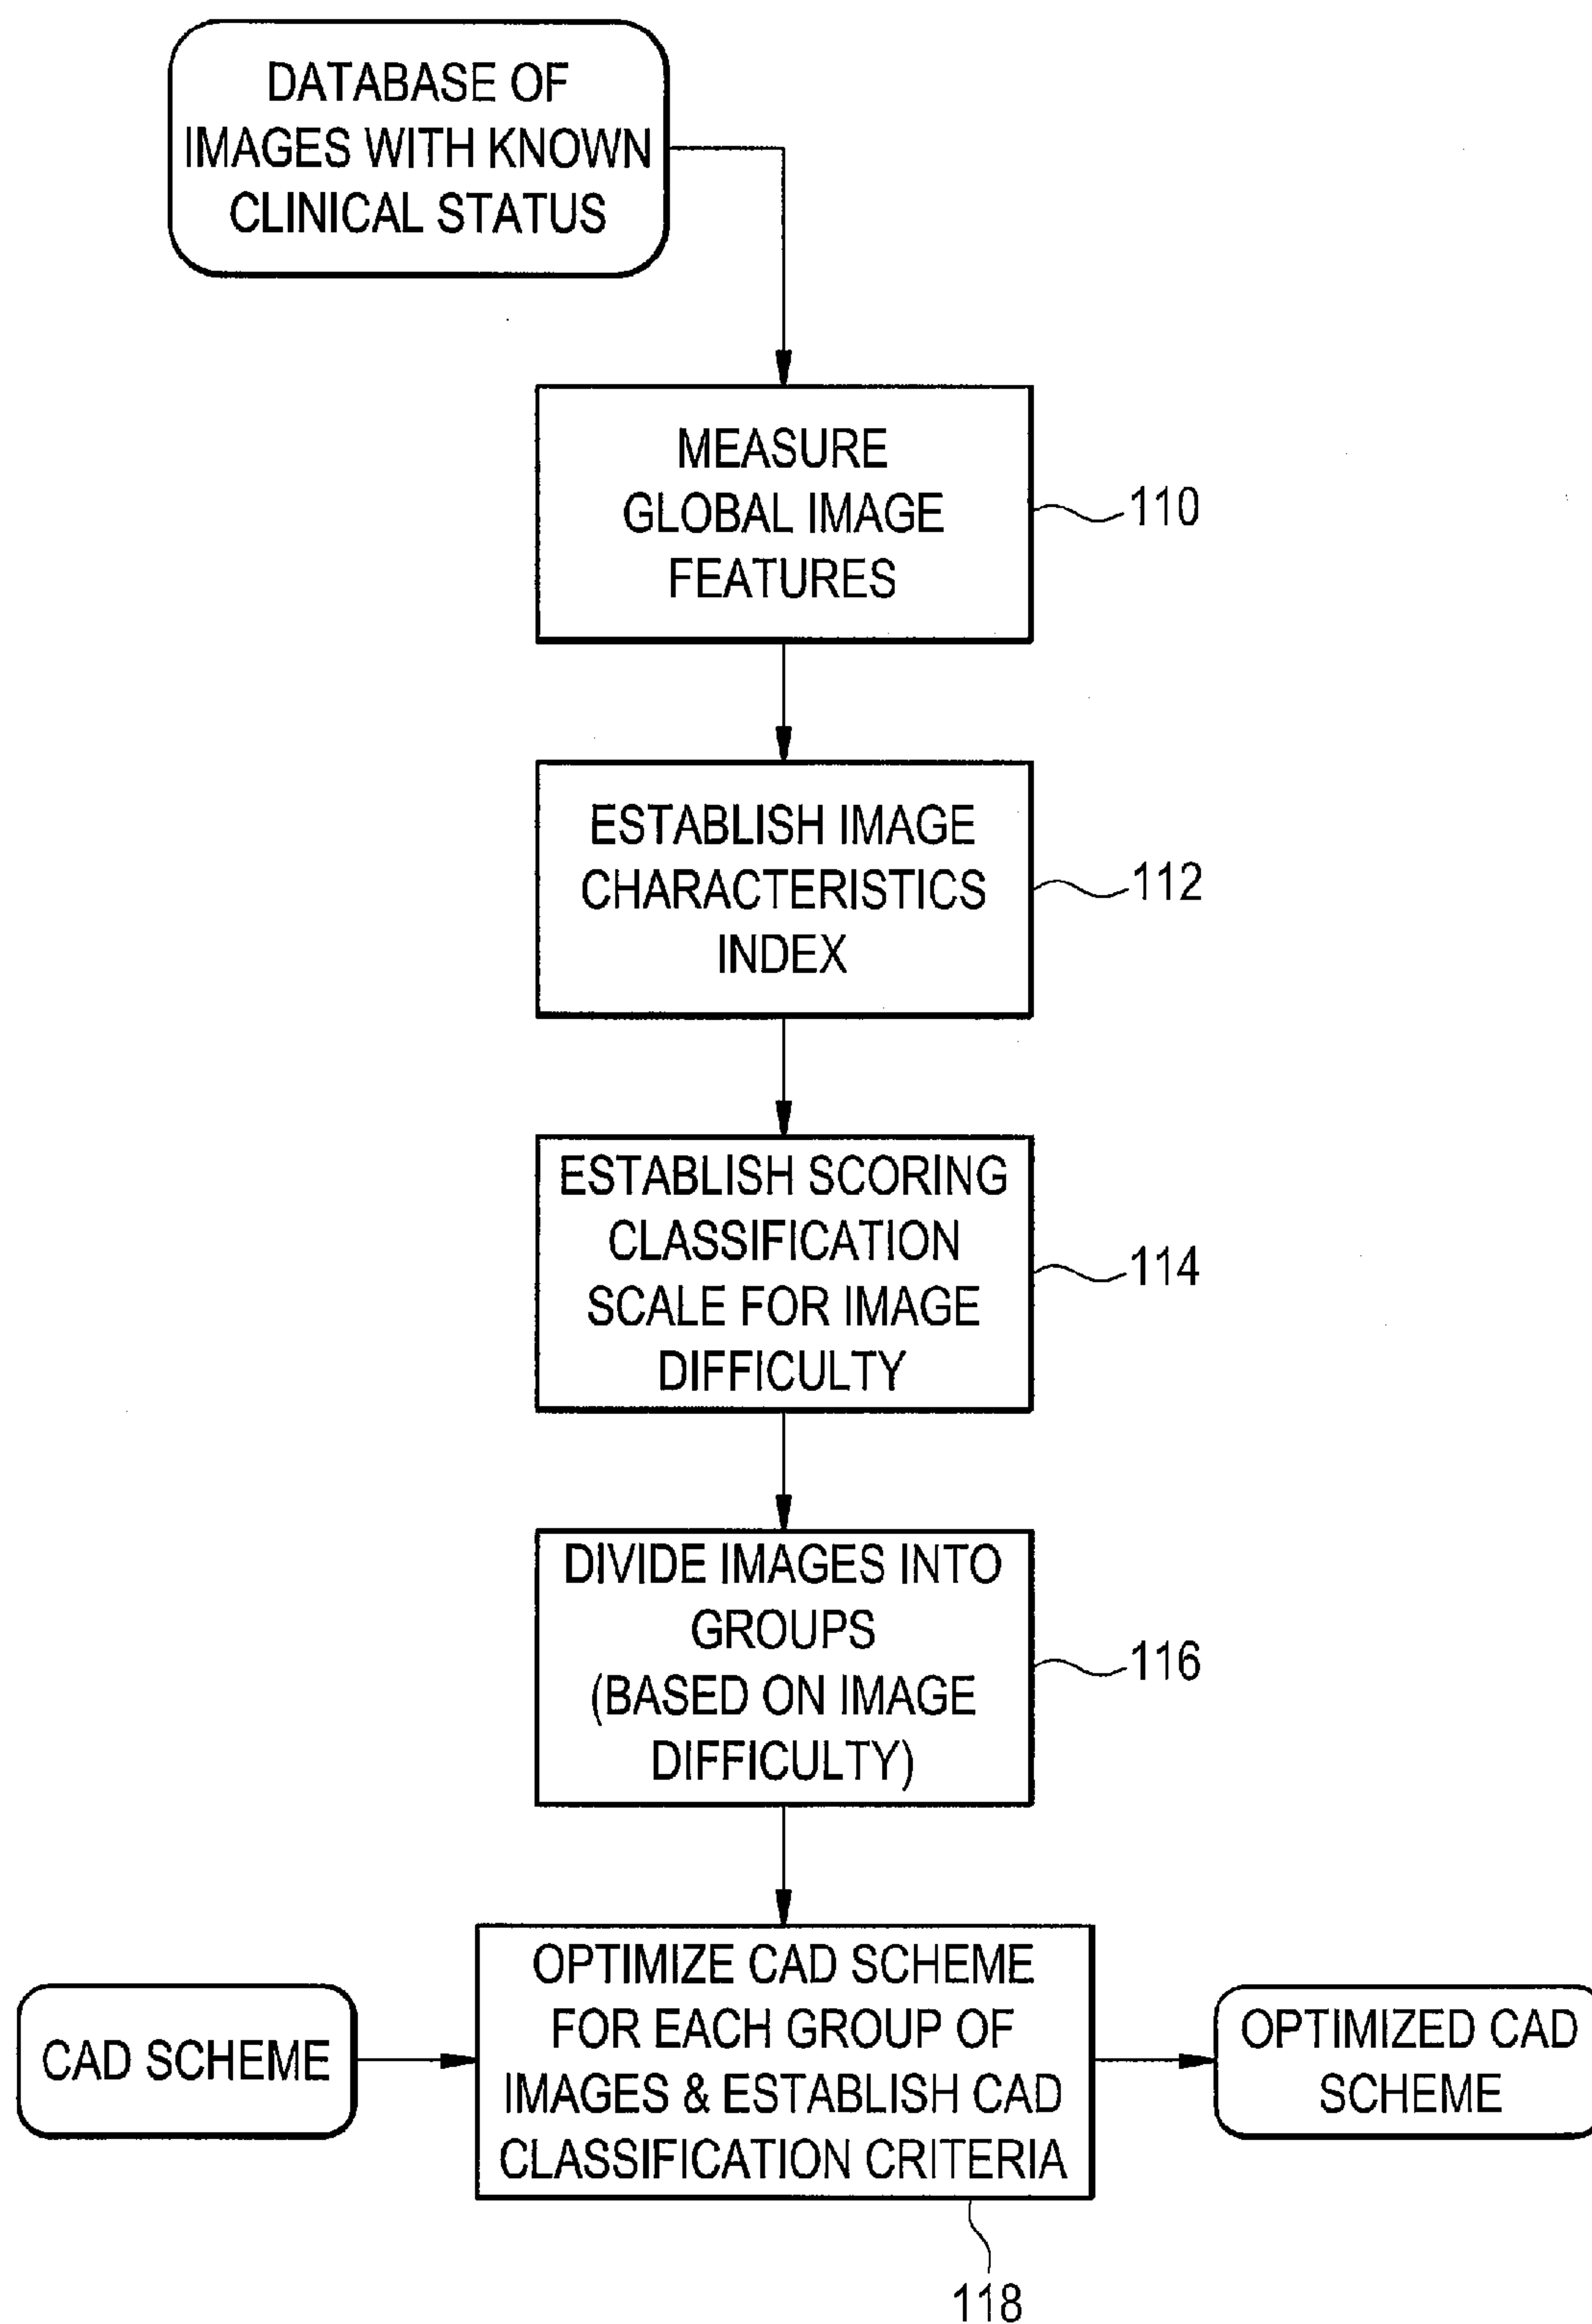 DATABASE OF
IMAGES WITH KNOWN
CLINICAL STATUS
MEASURE
GLOBAL IMAGE
FEATURES
110
ESTABLISH IMAGE
CHARACTERISTICS
INDEX
112
ESTABLISH SCORING
CLASSIFICATION
SCALE FOR IMAGE
DIFFICULTY
114
DIVIDE IMAGES INTO
GROUPS
(BASED ON IMAGE
DIFFICULTY)
116
CAD SCHEME
OPTIMIZE CAD SCHEME
FOR EACH GROUP OF
IMAGES & ESTABLISH CAD
CLASSIFICATION CRITERIA
118
OPTIMIZED CAD
SCHEME